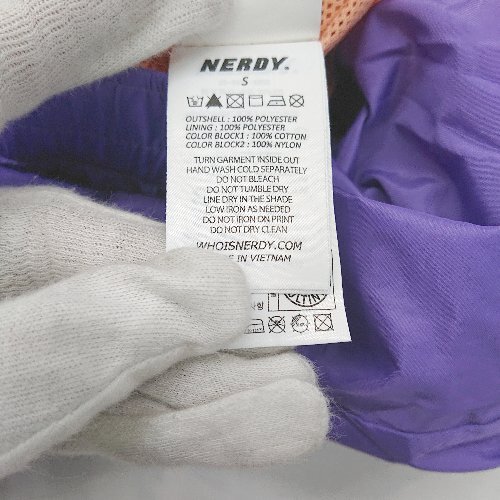 NERDY.
S
OUTSHELL : 100% POLYESTER
LINING : 100% POLYESTER
COLOR BLOCK1 : 100% COTTON
COLOR BLOCK2 : 100% NYLON
TURN GARMENT INSIDE OUT
HAND WASH COLD SEPARATELY
DO NOT BLEACH
DO NOT TUMBLE DRY
LINE DRY IN THE SHADE
LOW IRON AS NEEDED
DO NOT IRON ON PRINT
DO NOT DRY CLEAN
WHOISNERDY.COM
IN VIETNAM